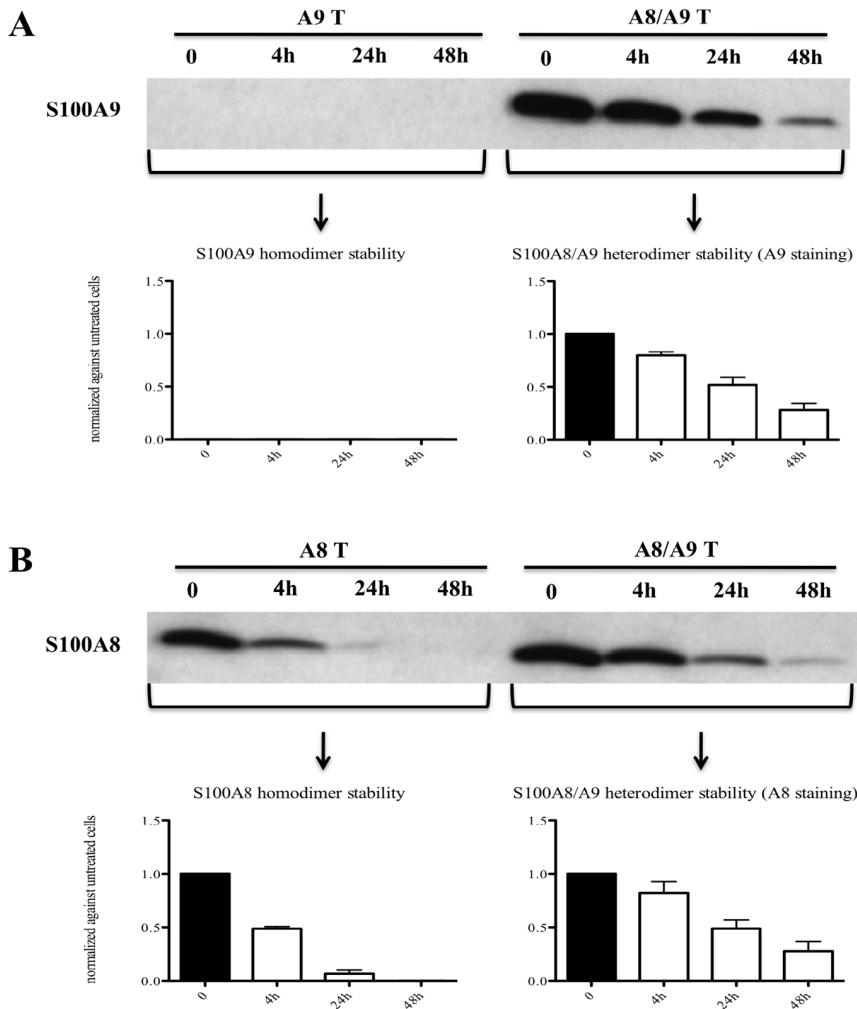 A
A9 T A8/A9 T
0 4h 24h 48h 0 4h 24h 48h
S100A9
S100A9 homodimer stability
normalized against untreated cells
1.5
1.0
0.5
0.0
0 4h 24h 48h
S100A8/A9 heterodimer stability (A9 staining)
1.5
1.0
0.5
0.0
0 4h 24h 48h
B
A8 T A8/A9 T
0 4h 24h 48h 0 4h 24h 48h
S100A8
S100A8 homodimer stability
normalized against untreated cells
1.5
1.0
0.5
0.0
0 4h 24h 48h
S100A8/A9 heterodimer stability (A8 staining)
1.5
1.0
0.5
0.0
0 4h 24h 48h